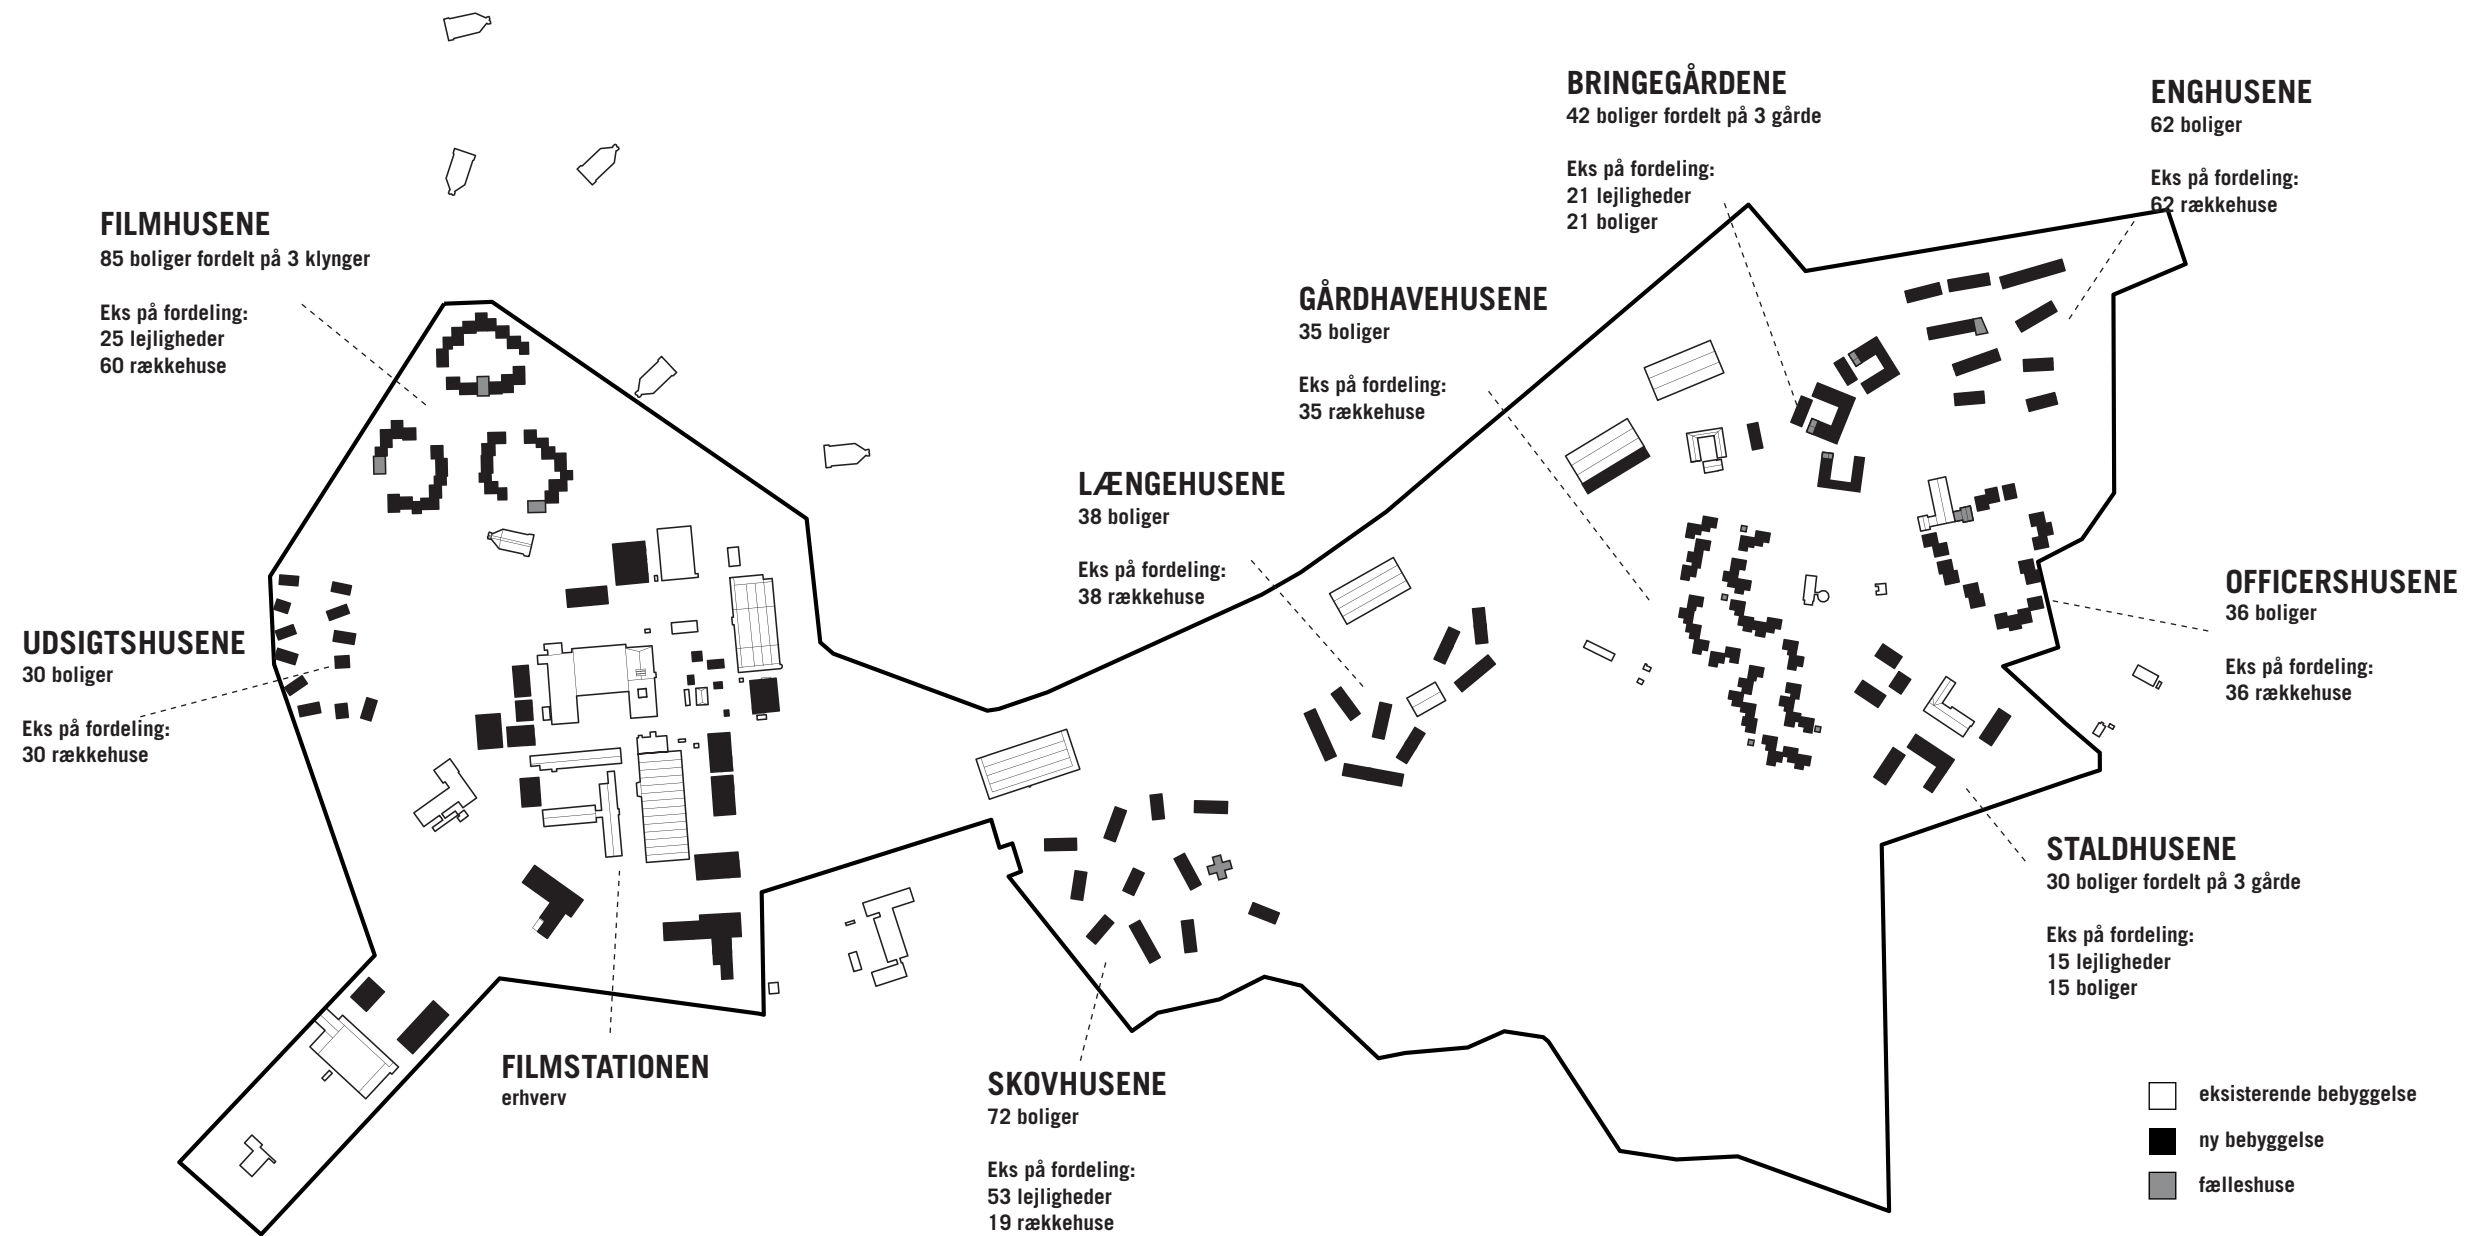 FILMHUSENE
85 boliger fordelt på 3 klynger
Eks på fordeling:
25 lejligheder
60 rækkehuse
UDSIGTSHUSENE
30 boliger
Eks på fordeling:
30 rækkehuse
FILMSTATIONEN
erhverv
SKOVHUSENE
72 boliger
Eks på fordeling:
53 lejligheder
19 rækkehuse
LÆNGEHUSENE
38 boliger
Eks på fordeling:
38 rækkehuse
GÅRDHAVEHUSENE
35 boliger
Eks på fordeling:
35 rækkehuse
BRINGEGÅRDENE
42 boliger fordelt på 3 gårde
Eks på fordeling:
21 lejligheder
21 boliger
ENGHUSENE
62 boliger
Eks på fordeling:
62 rækkehuse
OFFICERSHUSENE
36 boliger
Eks på fordeling:
36 rækkehuse
STALDHUSENE
30 boliger fordelt på 3 gårde
Eks på fordeling:
15 lejligheder
15 boliger
eksisterende bebyggelse
ny bebyggelse
fælleshuse